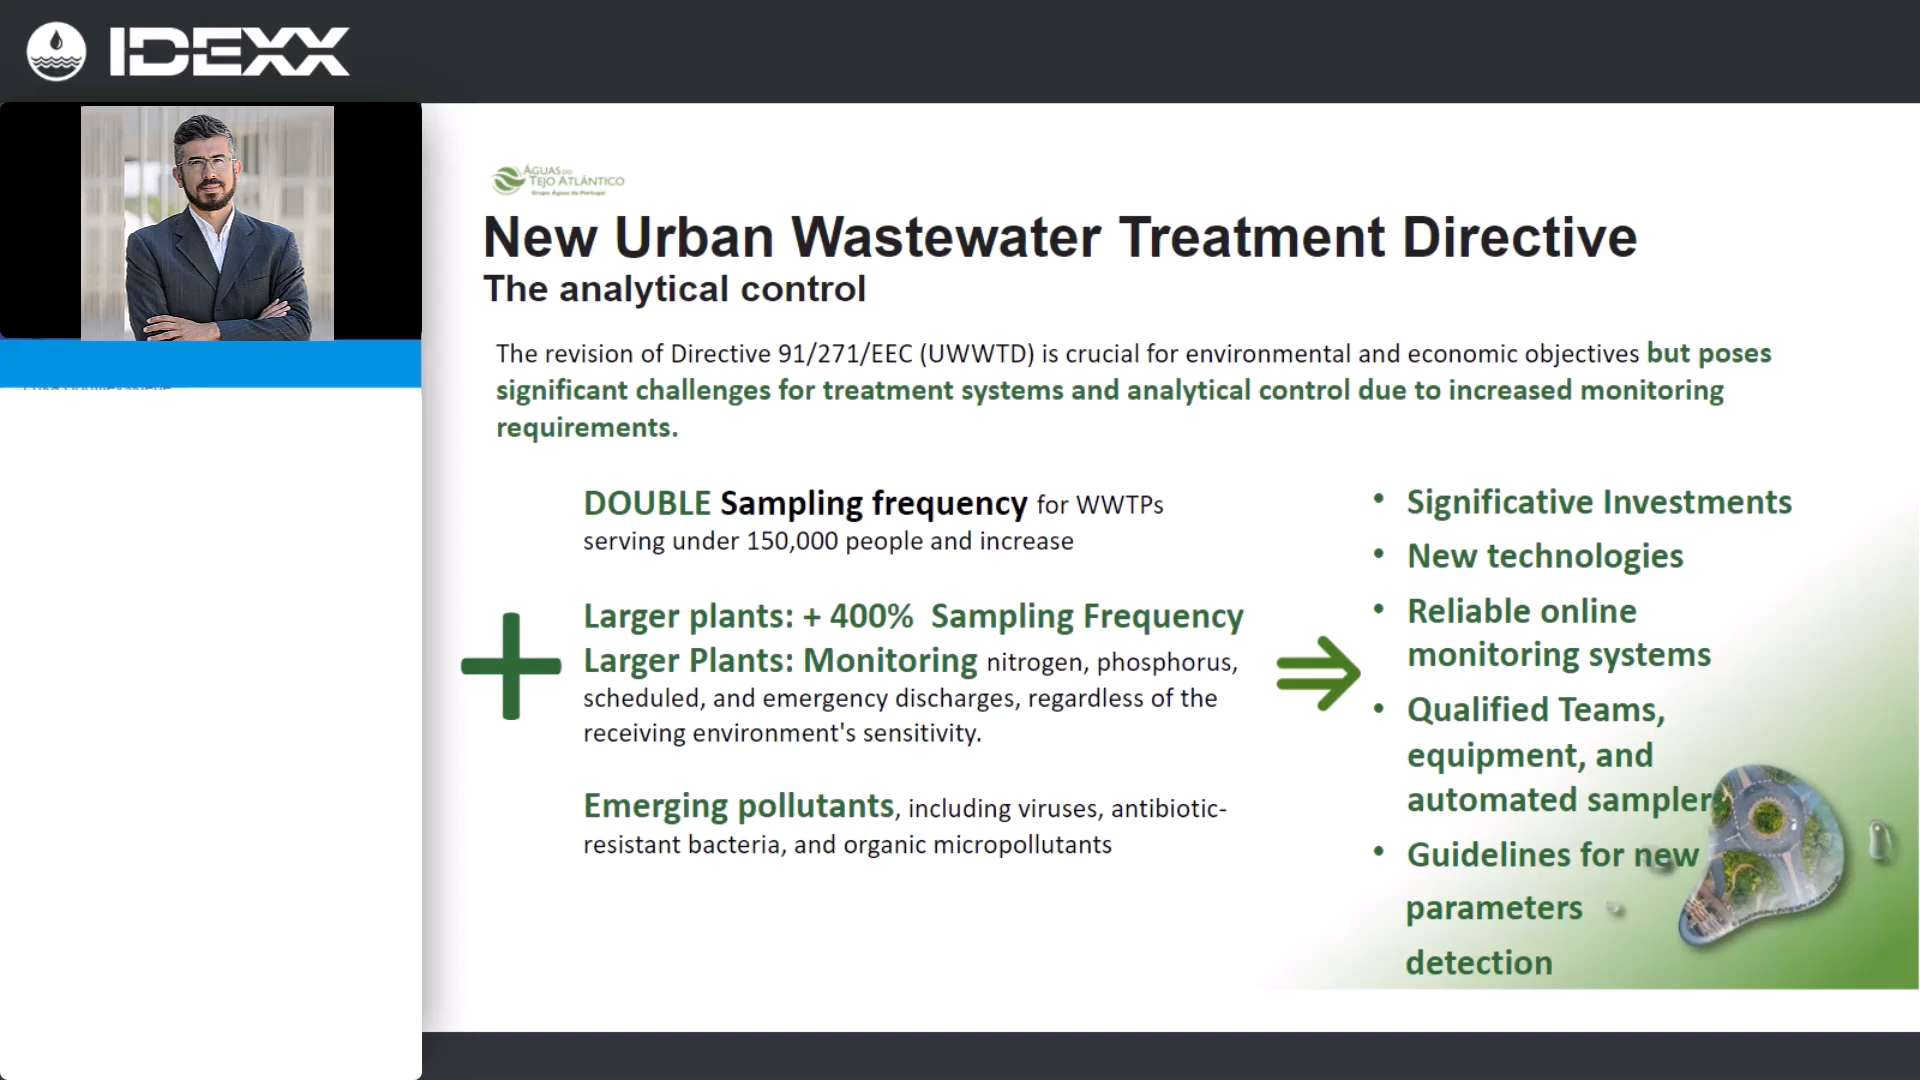 IDEXX
ÁGUAS DO
TEJO ATLÂNTICO
Grupo Águas de Portugal
New Urban Wastewater Treatment Directive
The analytical control
The revision of Directive 91/271/EEC (UWWTD) is crucial for environmental and economic objectives but poses
significant challenges for treatment systems and analytical control due to increased monitoring
requirements.
DOUBLE Sampling frequency for WWTPs
serving under 150,000 people and increase
Larger plants: + 400% Sampling Frequency
Larger Plants: Monitoring nitrogen, phosphorus,
scheduled, and emergency discharges, regardless of the
receiving environment's sensitivity.
Emerging pollutants, including viruses, antibiotic-
resistant bacteria, and organic micropollutants
• Significative Investments
• New technologies
• Reliable online
monitoring systems
• Qualified Teams,
equipment, and
automated samplers
• Guidelines for new
parameters
detection